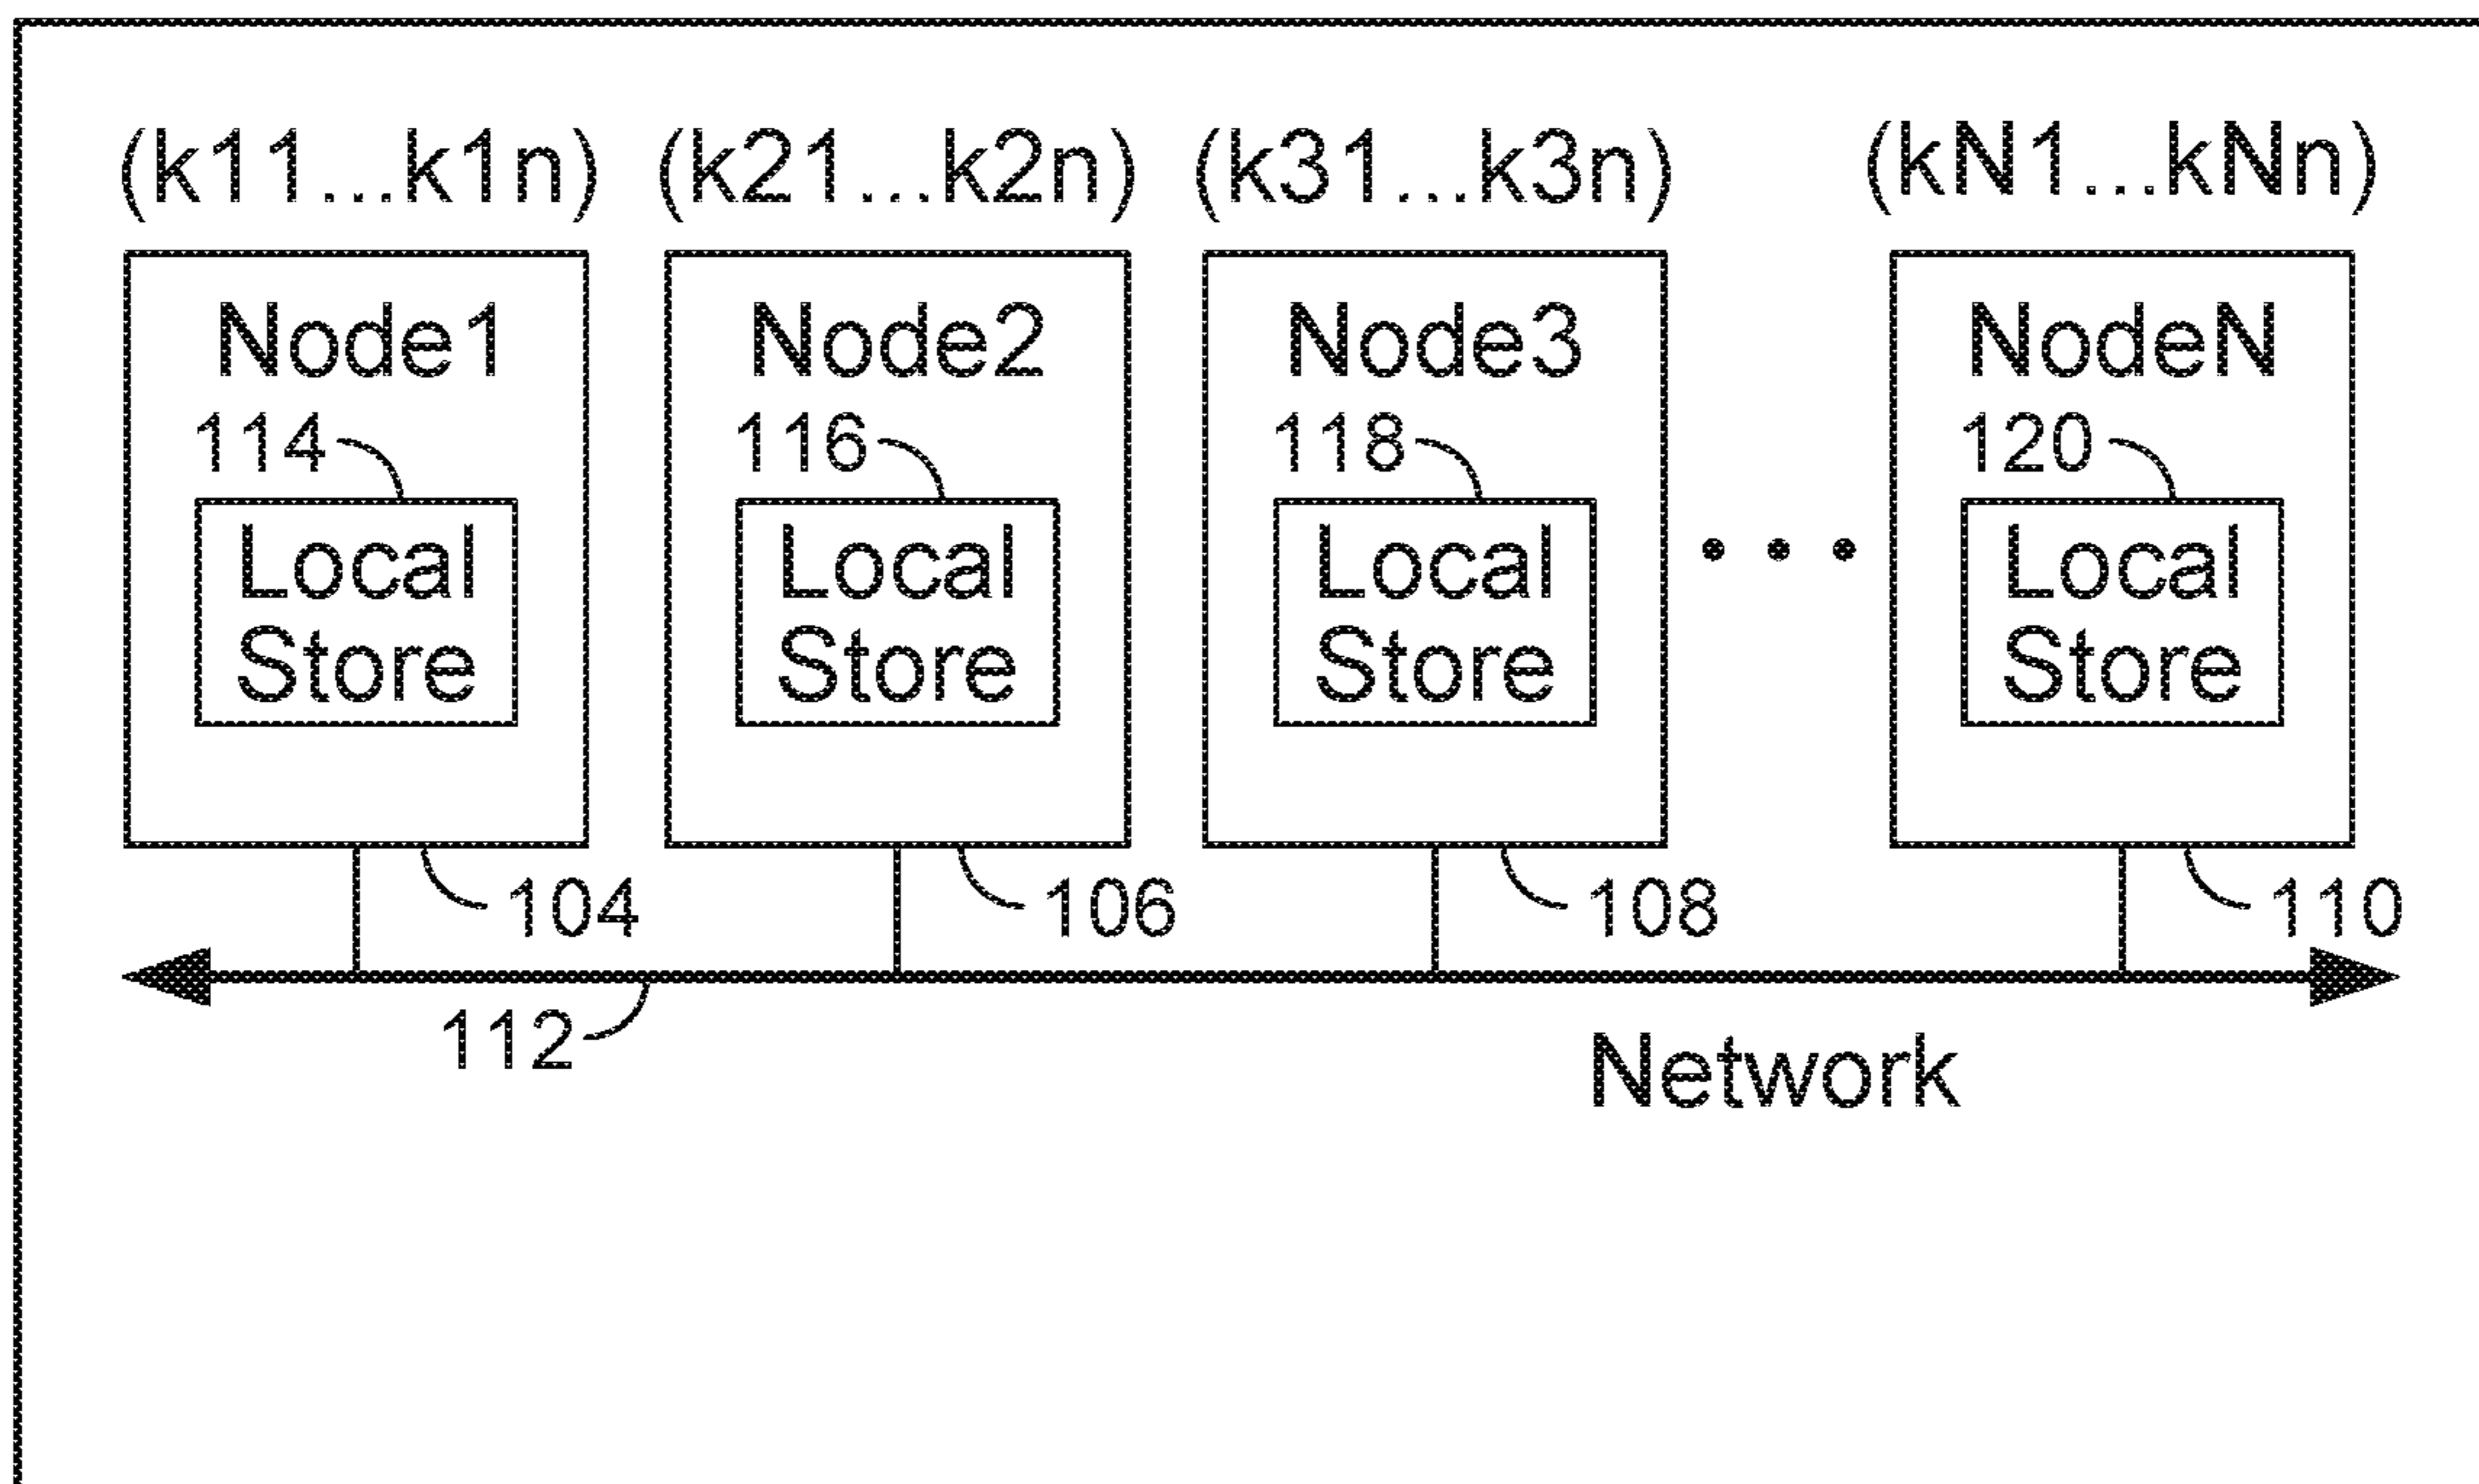 (k11...k1n) (k21...k2n) (k31...k3n) (kN1...kNn)
Node1 Node2 Node3 NodeN
114 116 118 120
Local Local Local Local
Store Store Store Store
104 106 108 110
112
Network